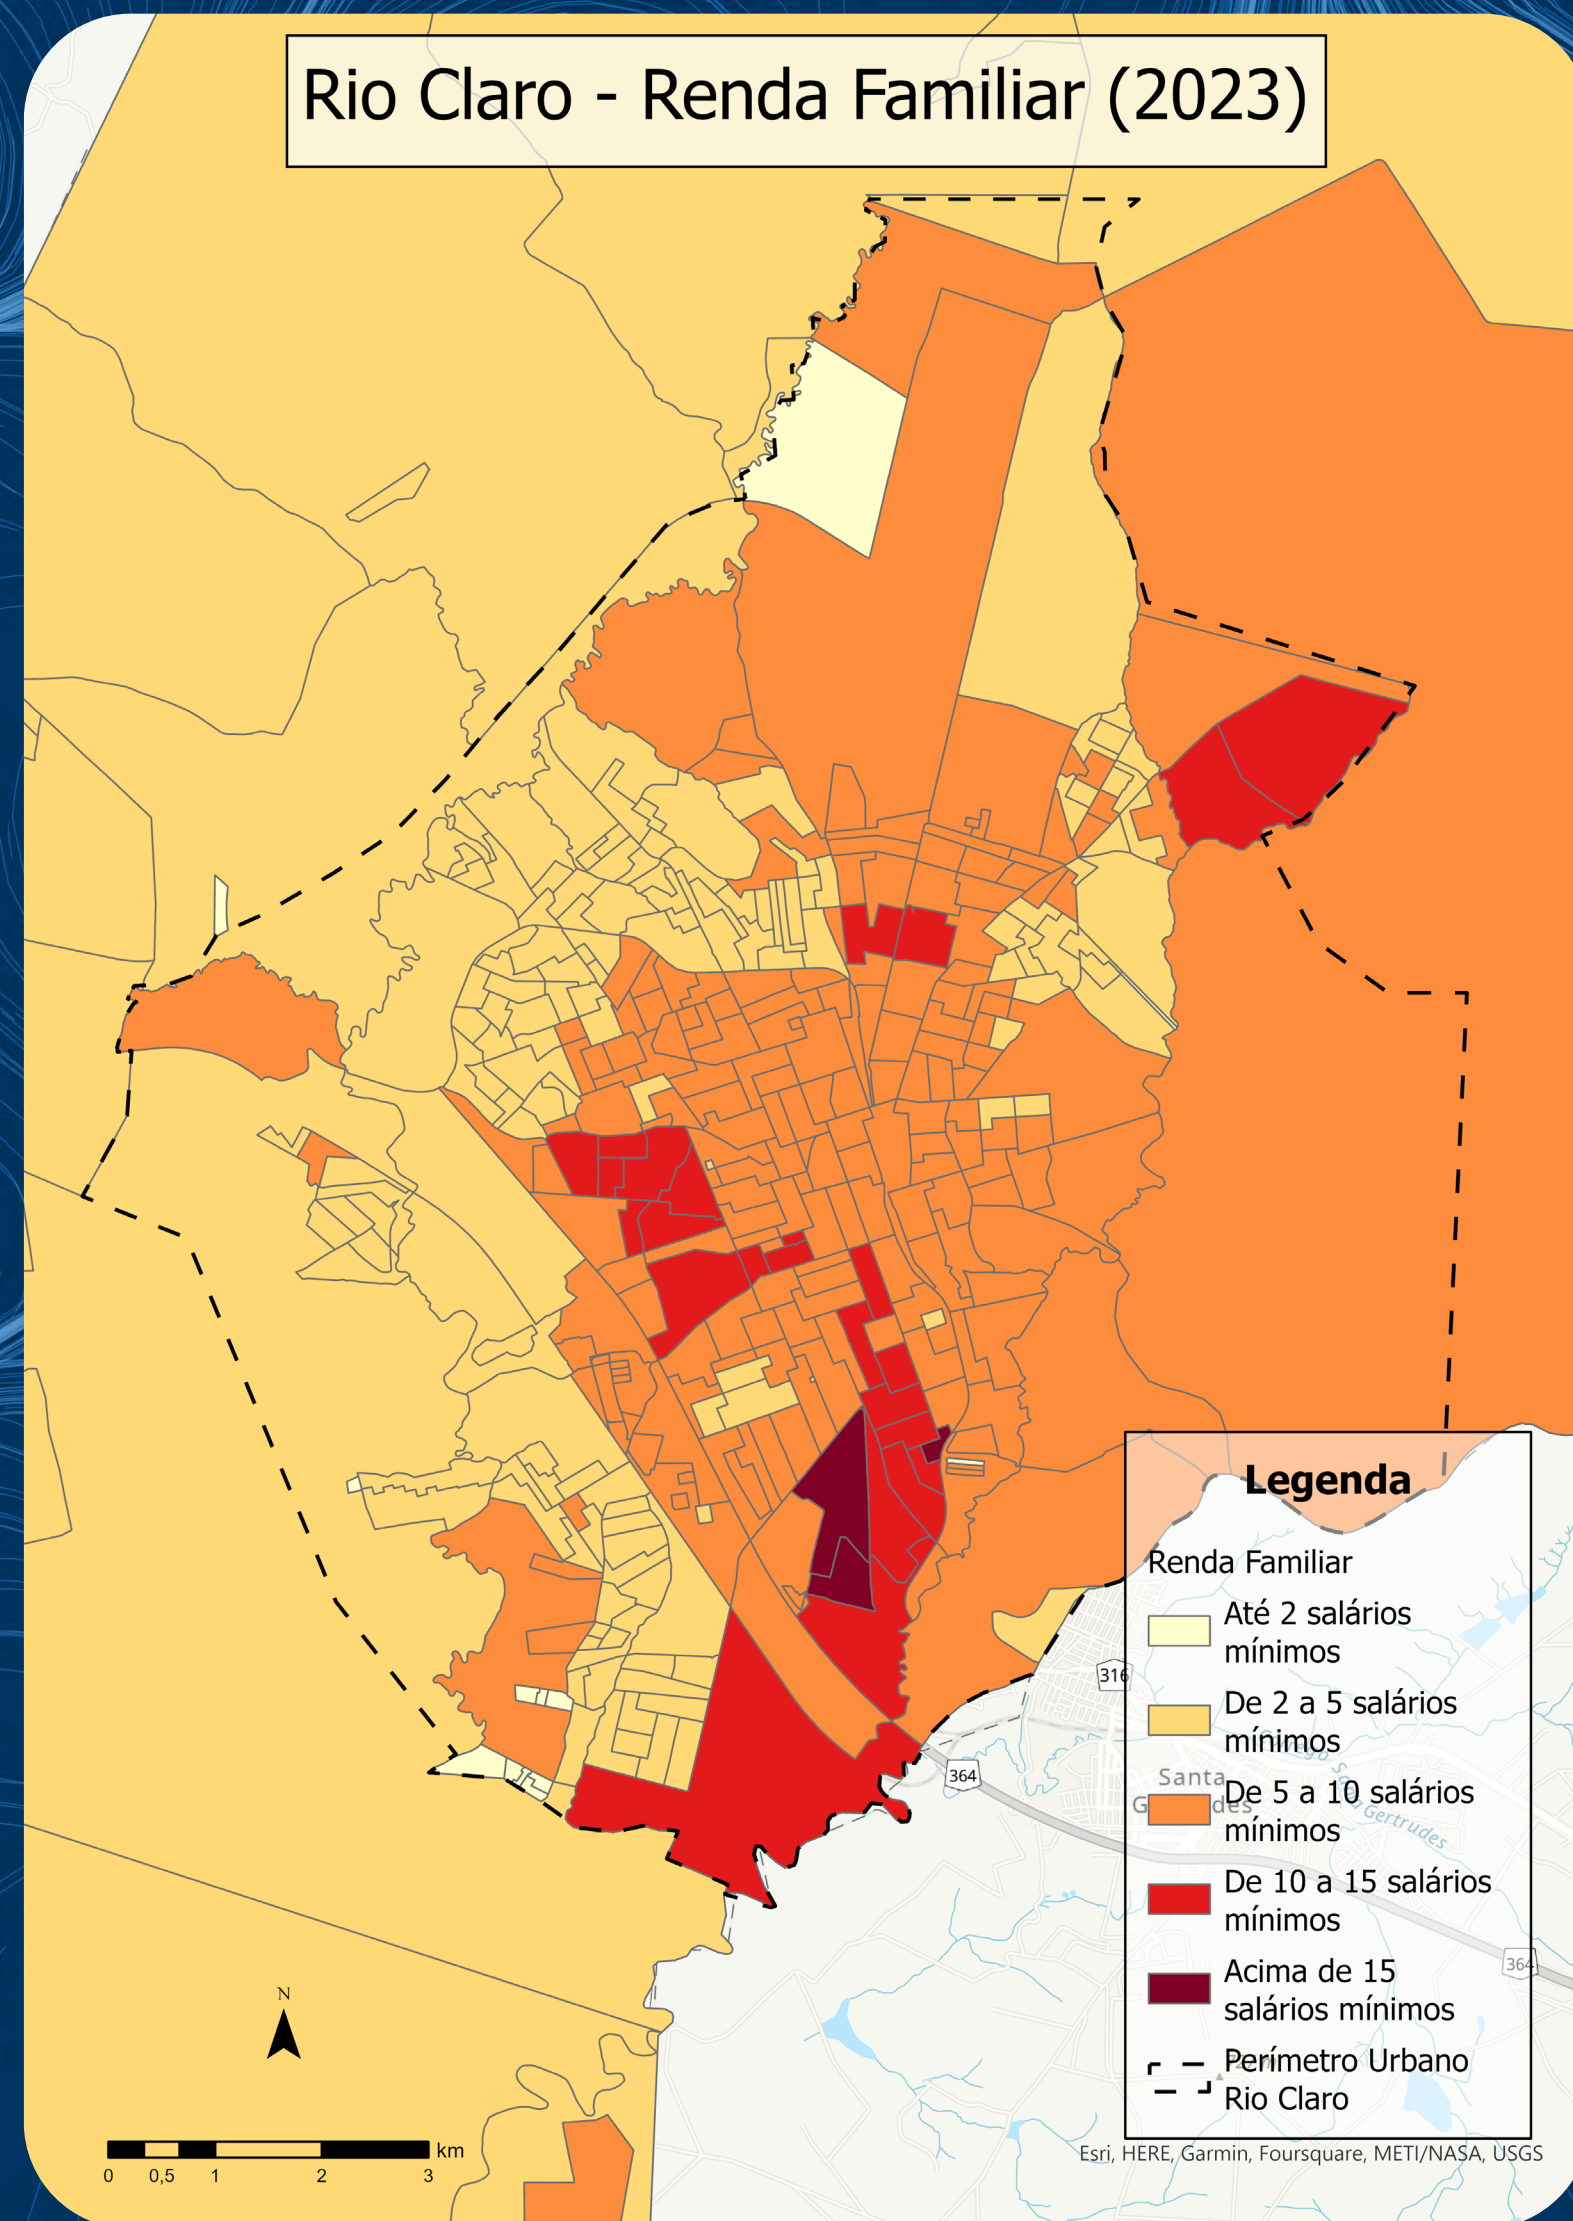 Rio Claro - Renda Familiar (2023)
Legenda
Renda Familiar
Até 2 salários
mínimos
De 2 a 5 salários
mínimos
De 5 a 10 salários
mínimos
De 10 a 15 salários
mínimos
Acima de 15
salários mínimos
Perímetro Urbano
Rio Claro
316
364
364
Santa
Santa Gertrudes
N
km
0 0,5 1 2 3
Esri, HERE, Garmin, Foursquare, METI/NASA, USGS